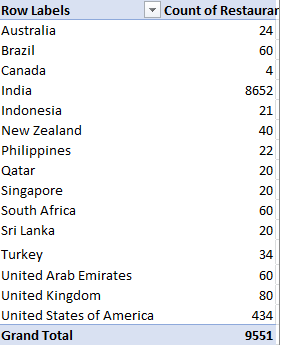 Row Labels Count of Restauran
Australia 24
Brazil 60
Canada 4
India 8652
Indonesia 21
New Zealand 40
Philippines 22
Qatar 20
Singapore 20
South Africa 60
Sri Lanka 20
Turkey 34
United Arab Emirates 60
United Kingdom 80
United States of America 434
Grand Total 9551